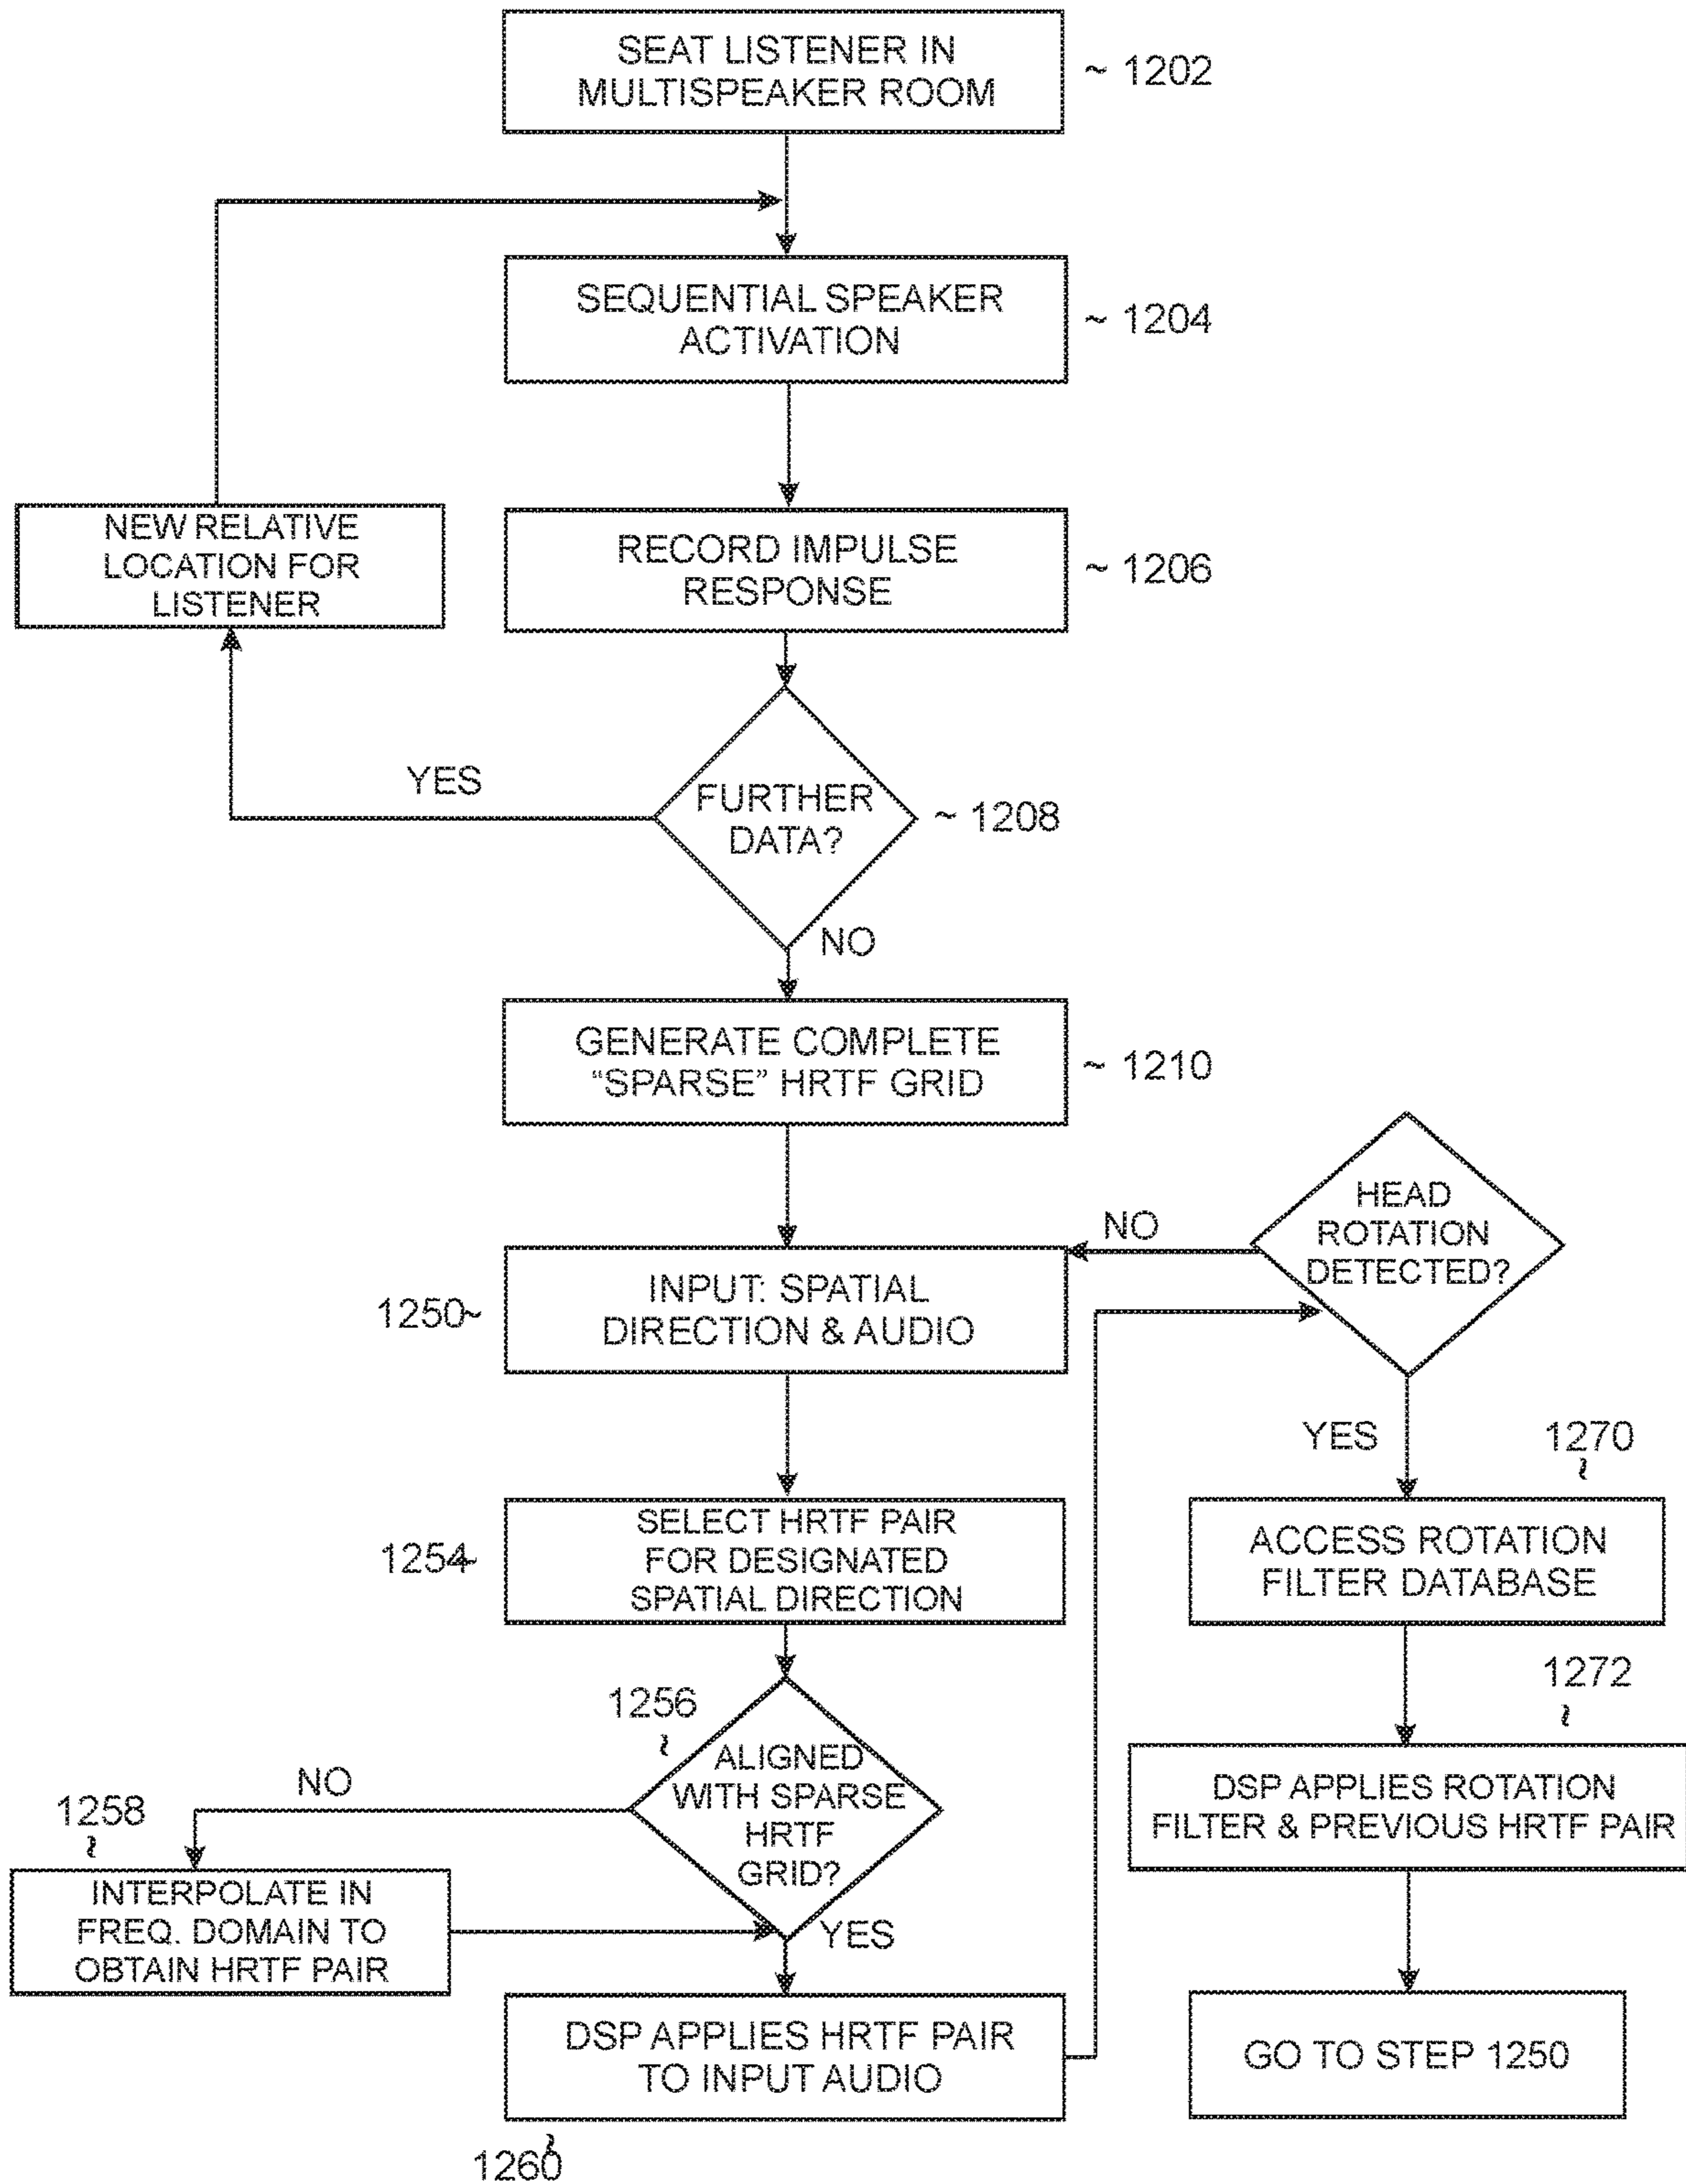 SEAT LISTENER IN
MULTISPEAKER ROOM
~ 1202
SEQUENTIAL SPEAKER
ACTIVATION
~ 1204
NEW RELATIVE
LOCATION FOR
LISTENER
RECORD IMPULSE
RESPONSE
~ 1206
YES
FURTHER
DATA?
~ 1208
NO
GENERATE COMPLETE
“SPARSE” HRTF GRID
~ 1210
HEAD
ROTATION
DETECTED?
NO
1250~
INPUT: SPATIAL
DIRECTION & AUDIO
YES
1270
~
1254~
SELECT HRTF PAIR
FOR DESIGNATED
SPATIAL DIRECTION
ACCESS ROTATION
FILTER DATABASE
1272
~
1256
~
ALIGNED
WITH SPARSE
HRTF
GRID?
NO
1258
~
DSP APPLIES ROTATION
FILTER & PREVIOUS HRTF PAIR
INTERPOLATE IN
FREQ. DOMAIN TO
OBTAIN HRTF PAIR
YES
DSP APPLIES HRTF PAIR
TO INPUT AUDIO
~
1260
GO TO STEP 1250